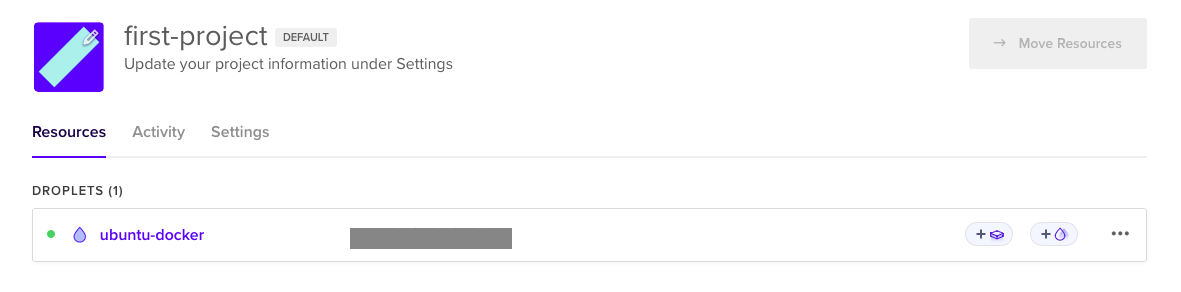 first-project DEFAULT
Update your project information under Settings
→ Move Resources
Resources Activity Settings
DROPLETS (1)
ubuntu-docker + +